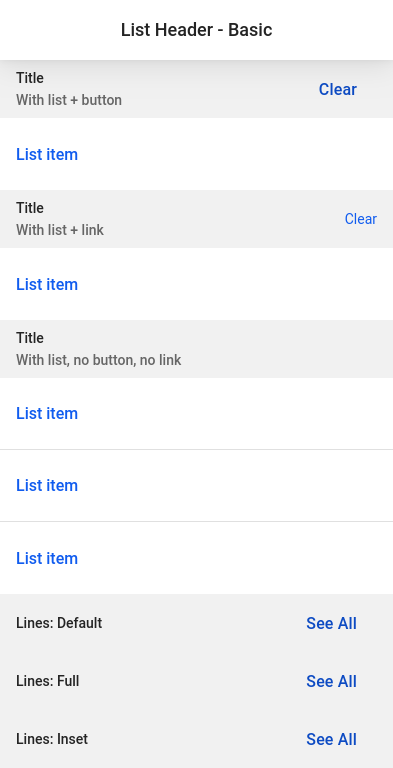 List Header - Basic
Title
With list + button
Clear
List item
Title
With list + link
Clear
List item
Title
With list, no button, no link
List item
List item
List item
Lines: Default
See All
Lines: Full
See All
Lines: Inset
See All